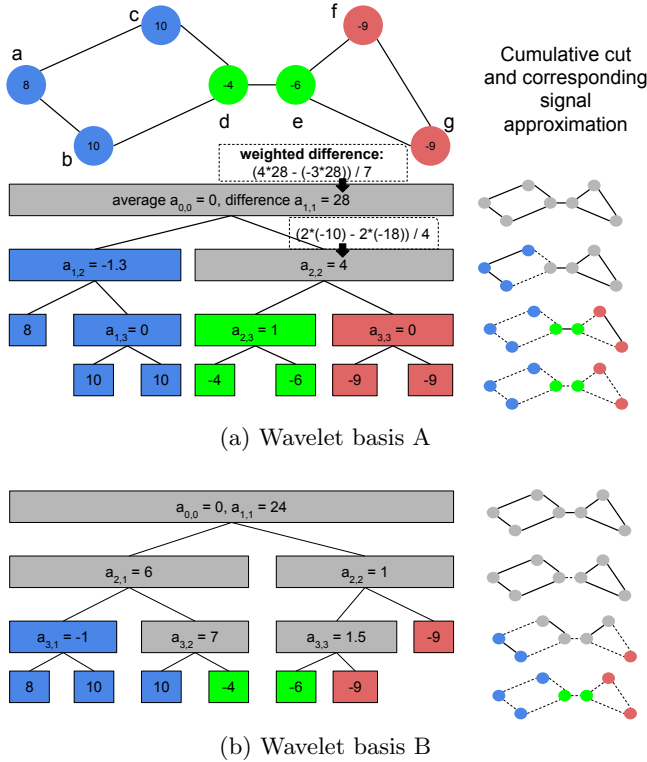 a
8
c
10
b
10
d
-4
e
-6
f
-9
g
-9
Cumulative cut
and corresponding
signal
approximation
weighted difference:
(4*28 - (-3*28)) / 7
average a0,0 = 0, difference a1,1 = 28
(2*(-10) - 2*(-18)) / 4
a1,2 = -1.3
a2,2 = 4
8
a1,3 = 0
a2,3 = 1
a3,3 = 0
10 10 -4 -6 -9 -9
(a) Wavelet basis A
a0,0 = 0, a1,1 = 24
a2,1 = 6
a2,2 = 1
a3,1 = -1
a3,2 = 7
a3,3 = 1.5
-9
8 10 10 -4 -6 -9
(b) Wavelet basis B